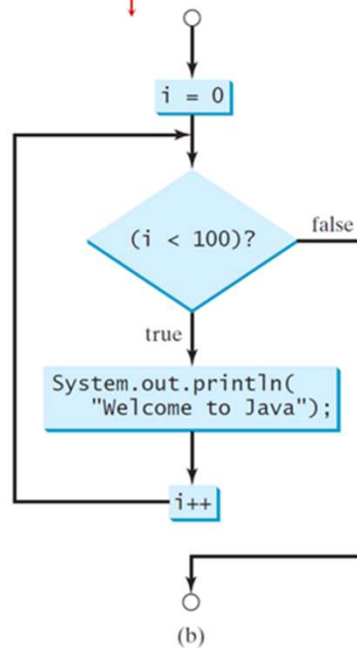 i = 0
(i < 100)?
false
true
System.out.println(
"Welcome to Java");
i++
(b)